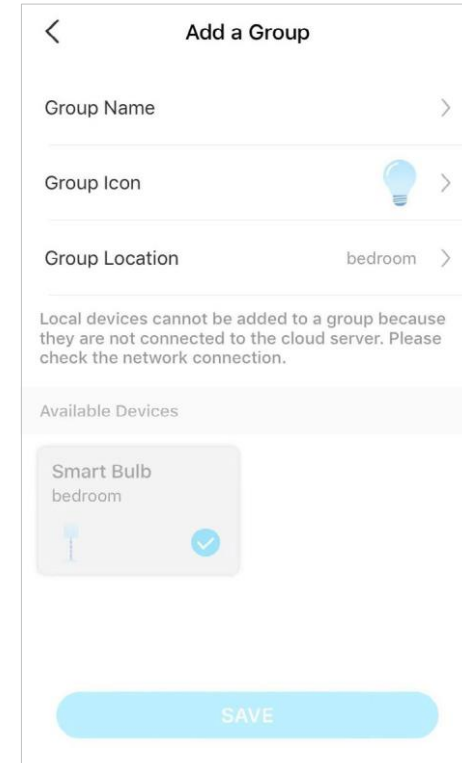 Add a Group
Group Name
Group Icon
Group Location bedroom
Local devices cannot be added to a group because
they are not connected to the cloud server. Please
check the network connection.
Available Devices
Smart Bulb
bedroom
SAVE